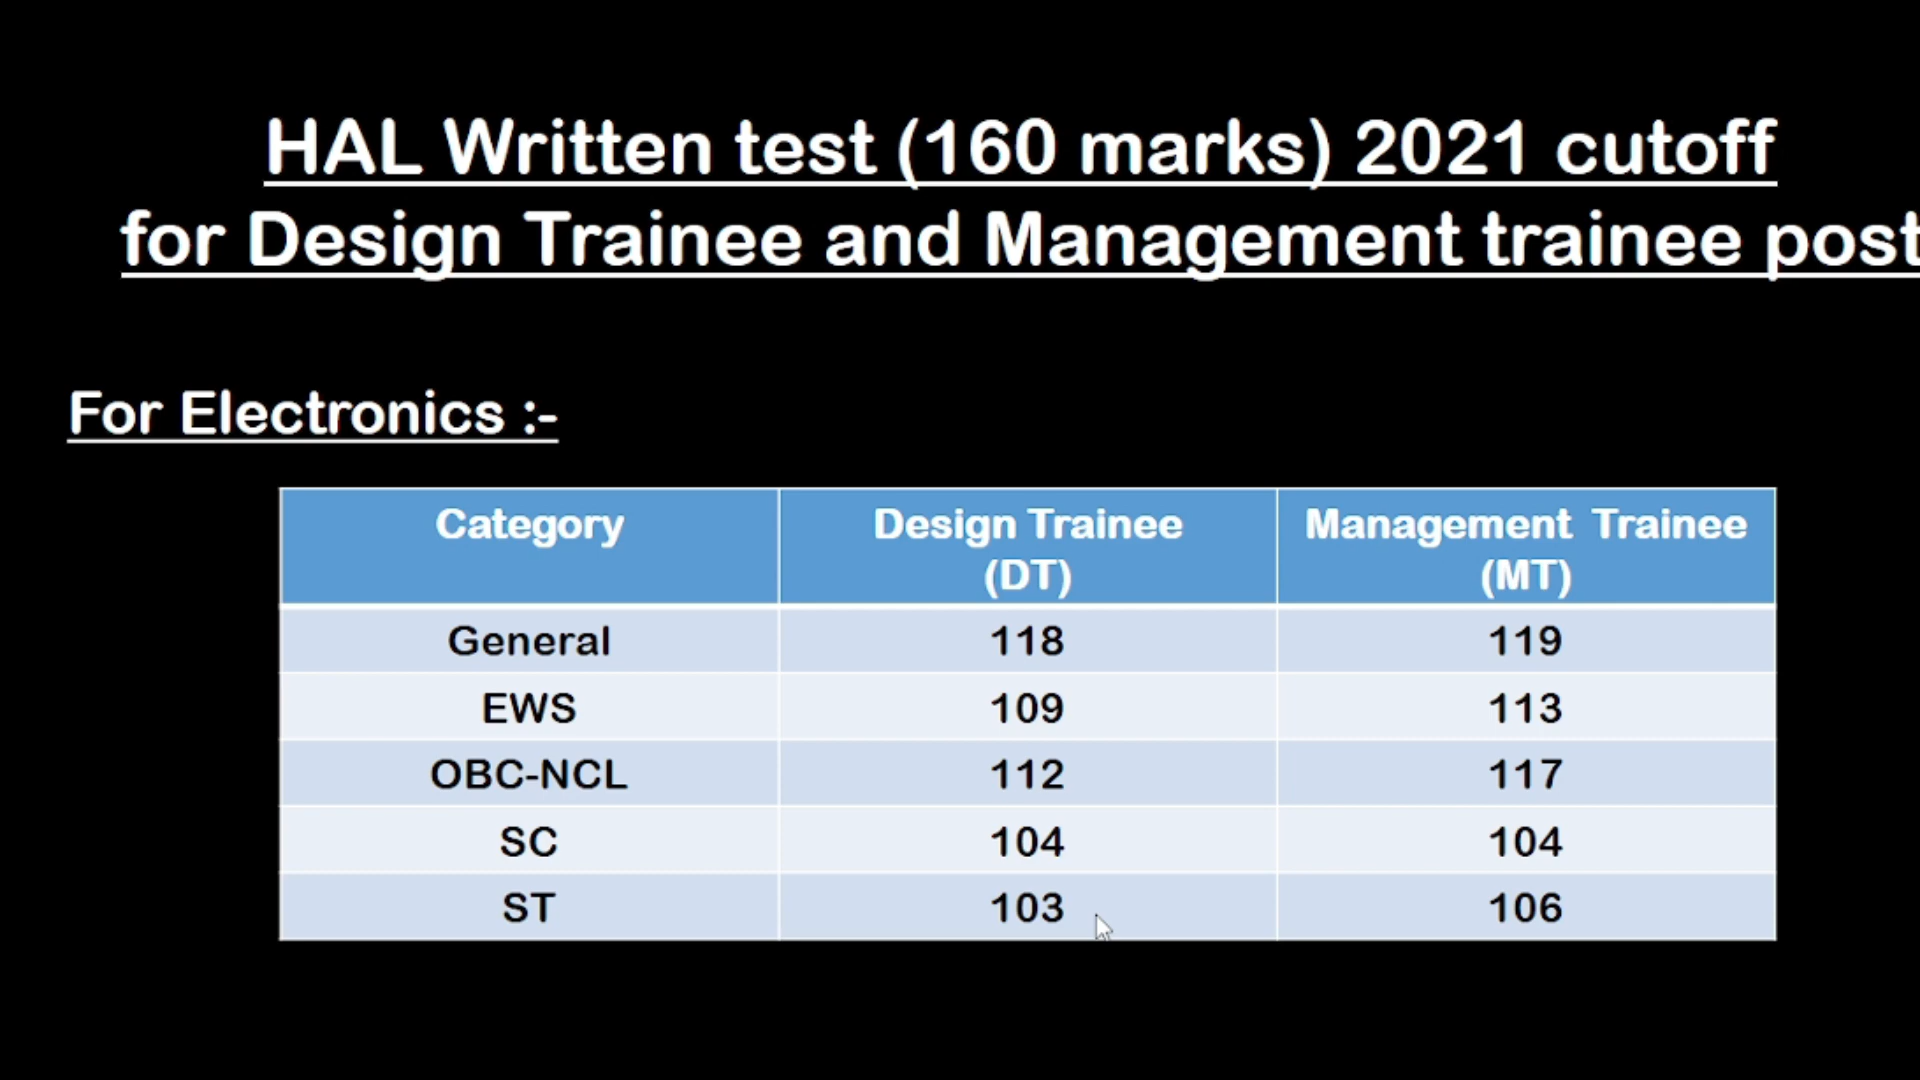 HAL Written test (160 marks) 2021 cutoff
for Design Trainee and Management trainee post
For Electronics :-
Category Design Trainee (DT) Management Trainee (MT)
General 118 119
EWS 109 113
OBC-NCL 112 117
SC 104 104
ST 103 106